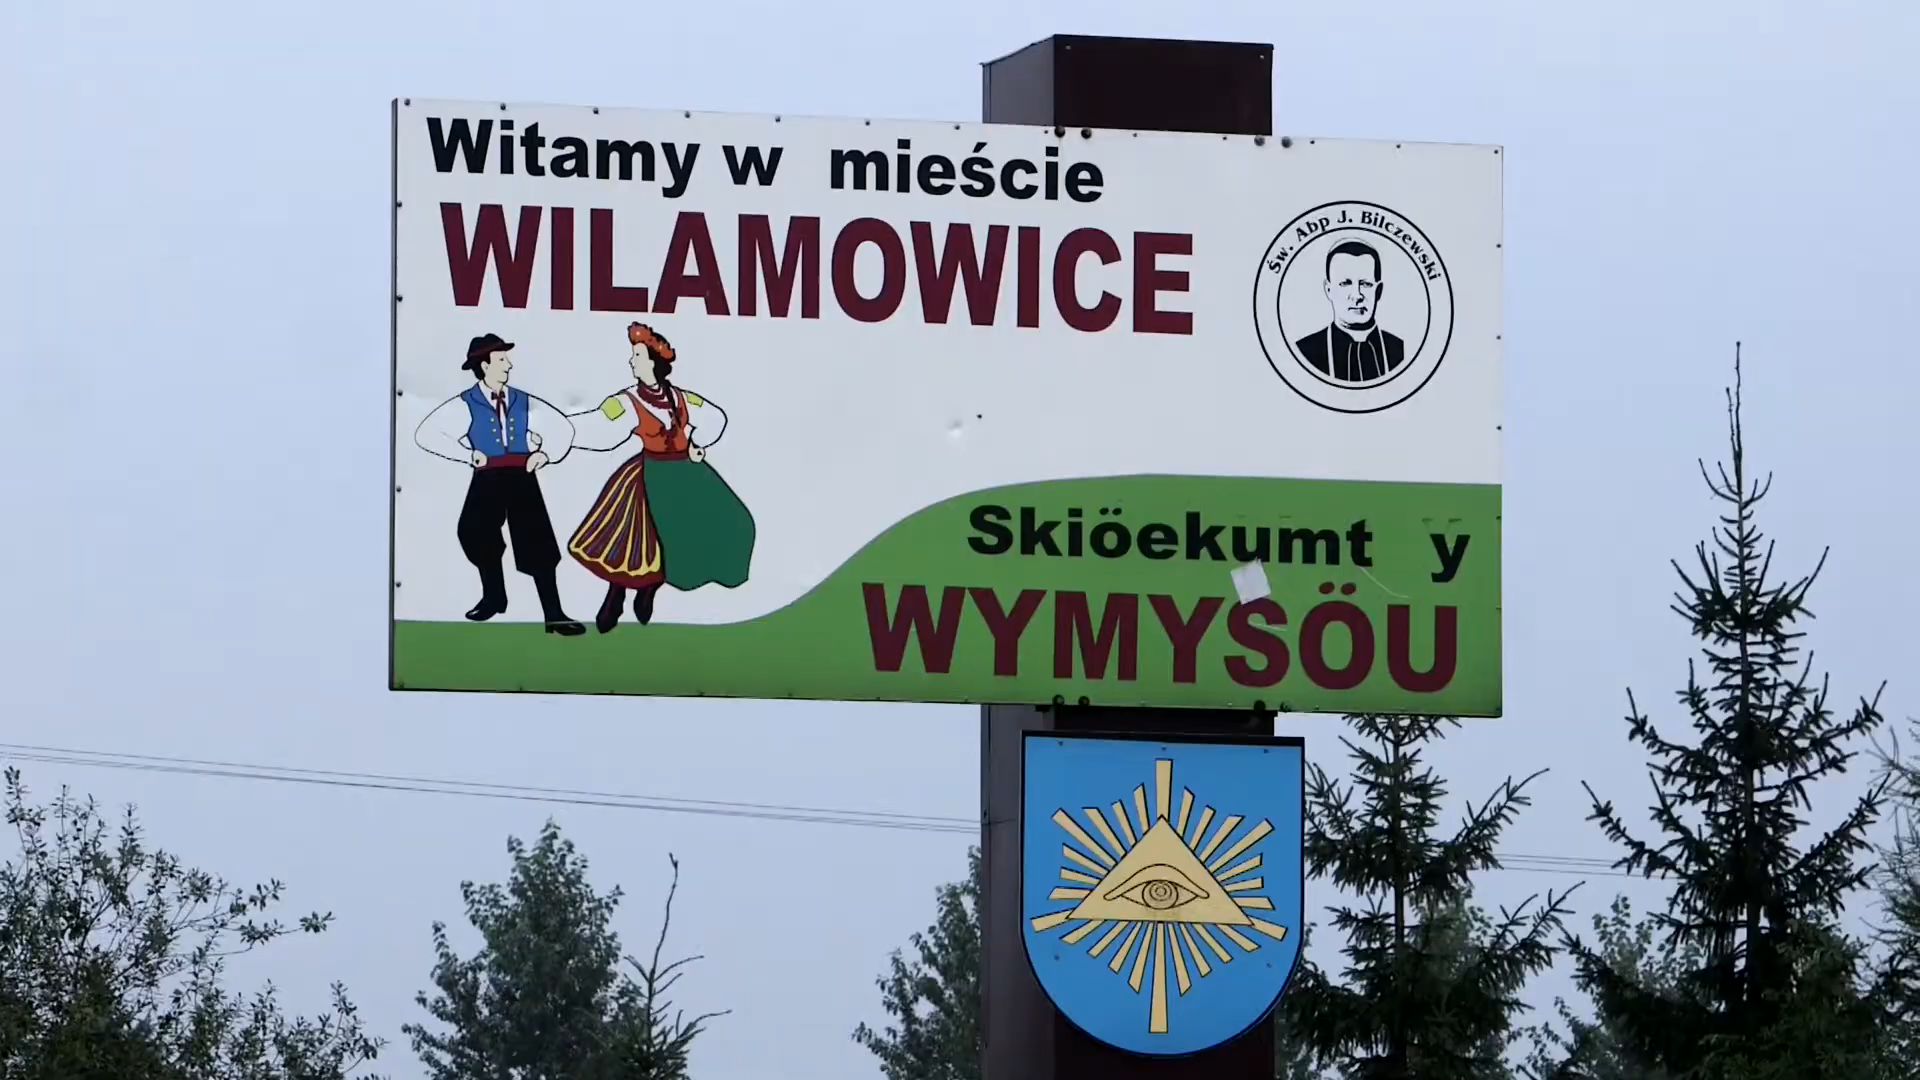 Witamy w mieście
WILAMOWICE
Św. Abp J. Bilczewski
Skiöekumt y
WYMYSÖU